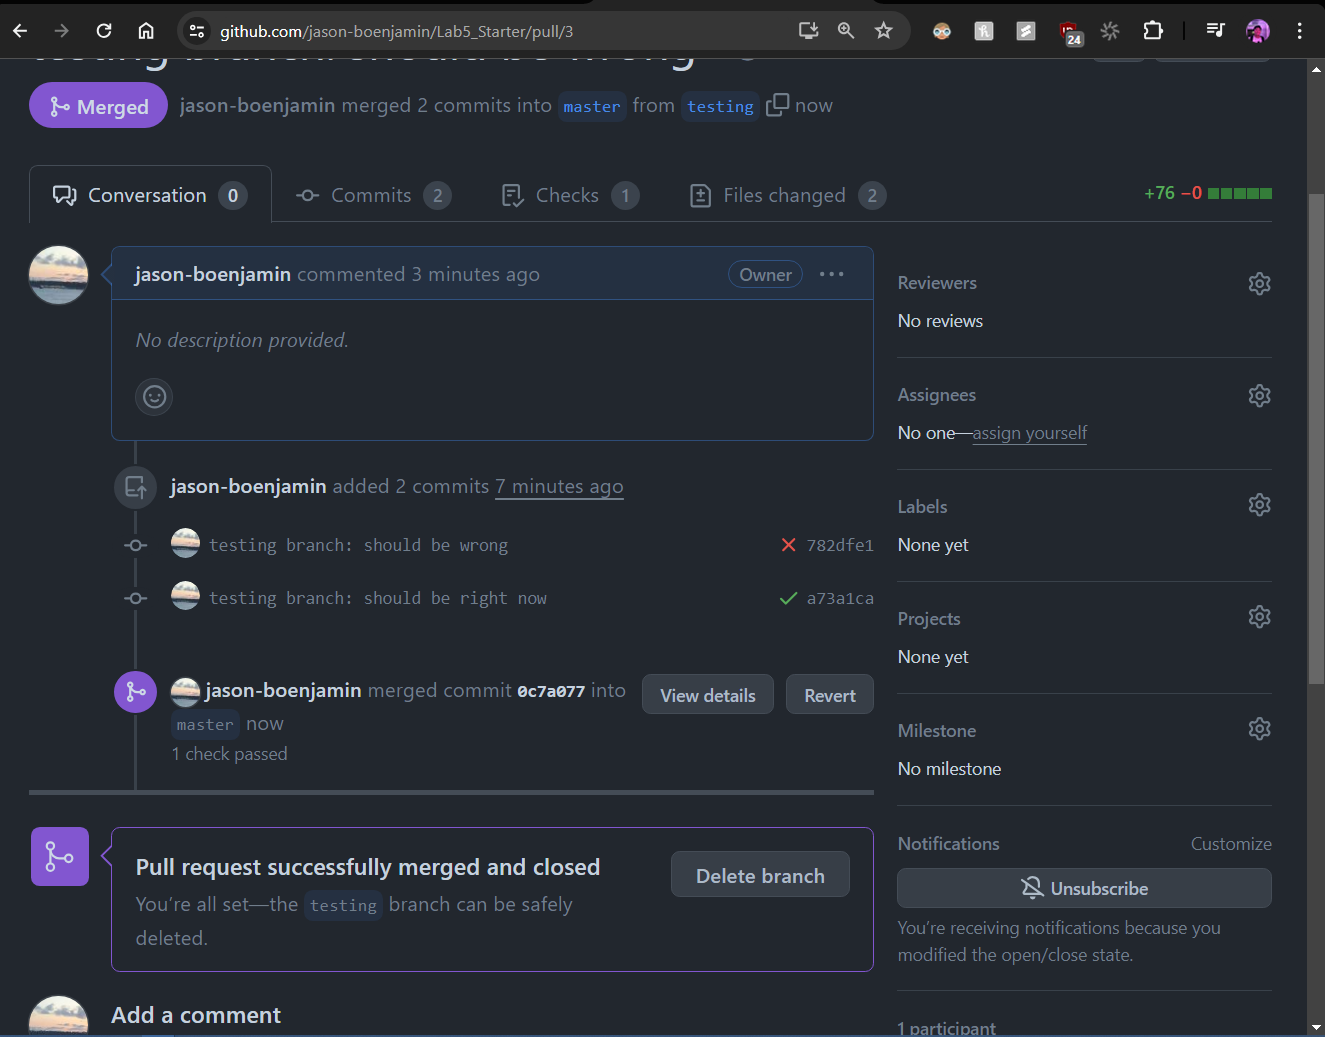 github.com/jason-boenjamin/Lab5_Starter/pull/3
24
testing branch: should be wrong
Merged
jason-boenjamin merged 2 commits into master from testing now
Conversation 0
Commits 2
Checks 1
Files changed 2
+76 −0
jason-boenjamin commented 3 minutes ago
Owner
No description provided.
jason-boenjamin added 2 commits 7 minutes ago
testing branch: should be wrong
782dfe1
testing branch: should be right now
a73a1ca
jason-boenjamin merged commit 0c7a077 into
master now
1 check passed
View details
Revert
Pull request successfully merged and closed
You're all set—the testing branch can be safely
deleted.
Delete branch
Add a comment
Reviewers
No reviews
Assignees
No one—assign yourself
Labels
None yet
Projects
None yet
Milestone
No milestone
Notifications
Customize
Unsubscribe
You're receiving notifications because you
modified the open/close state.
1 participant